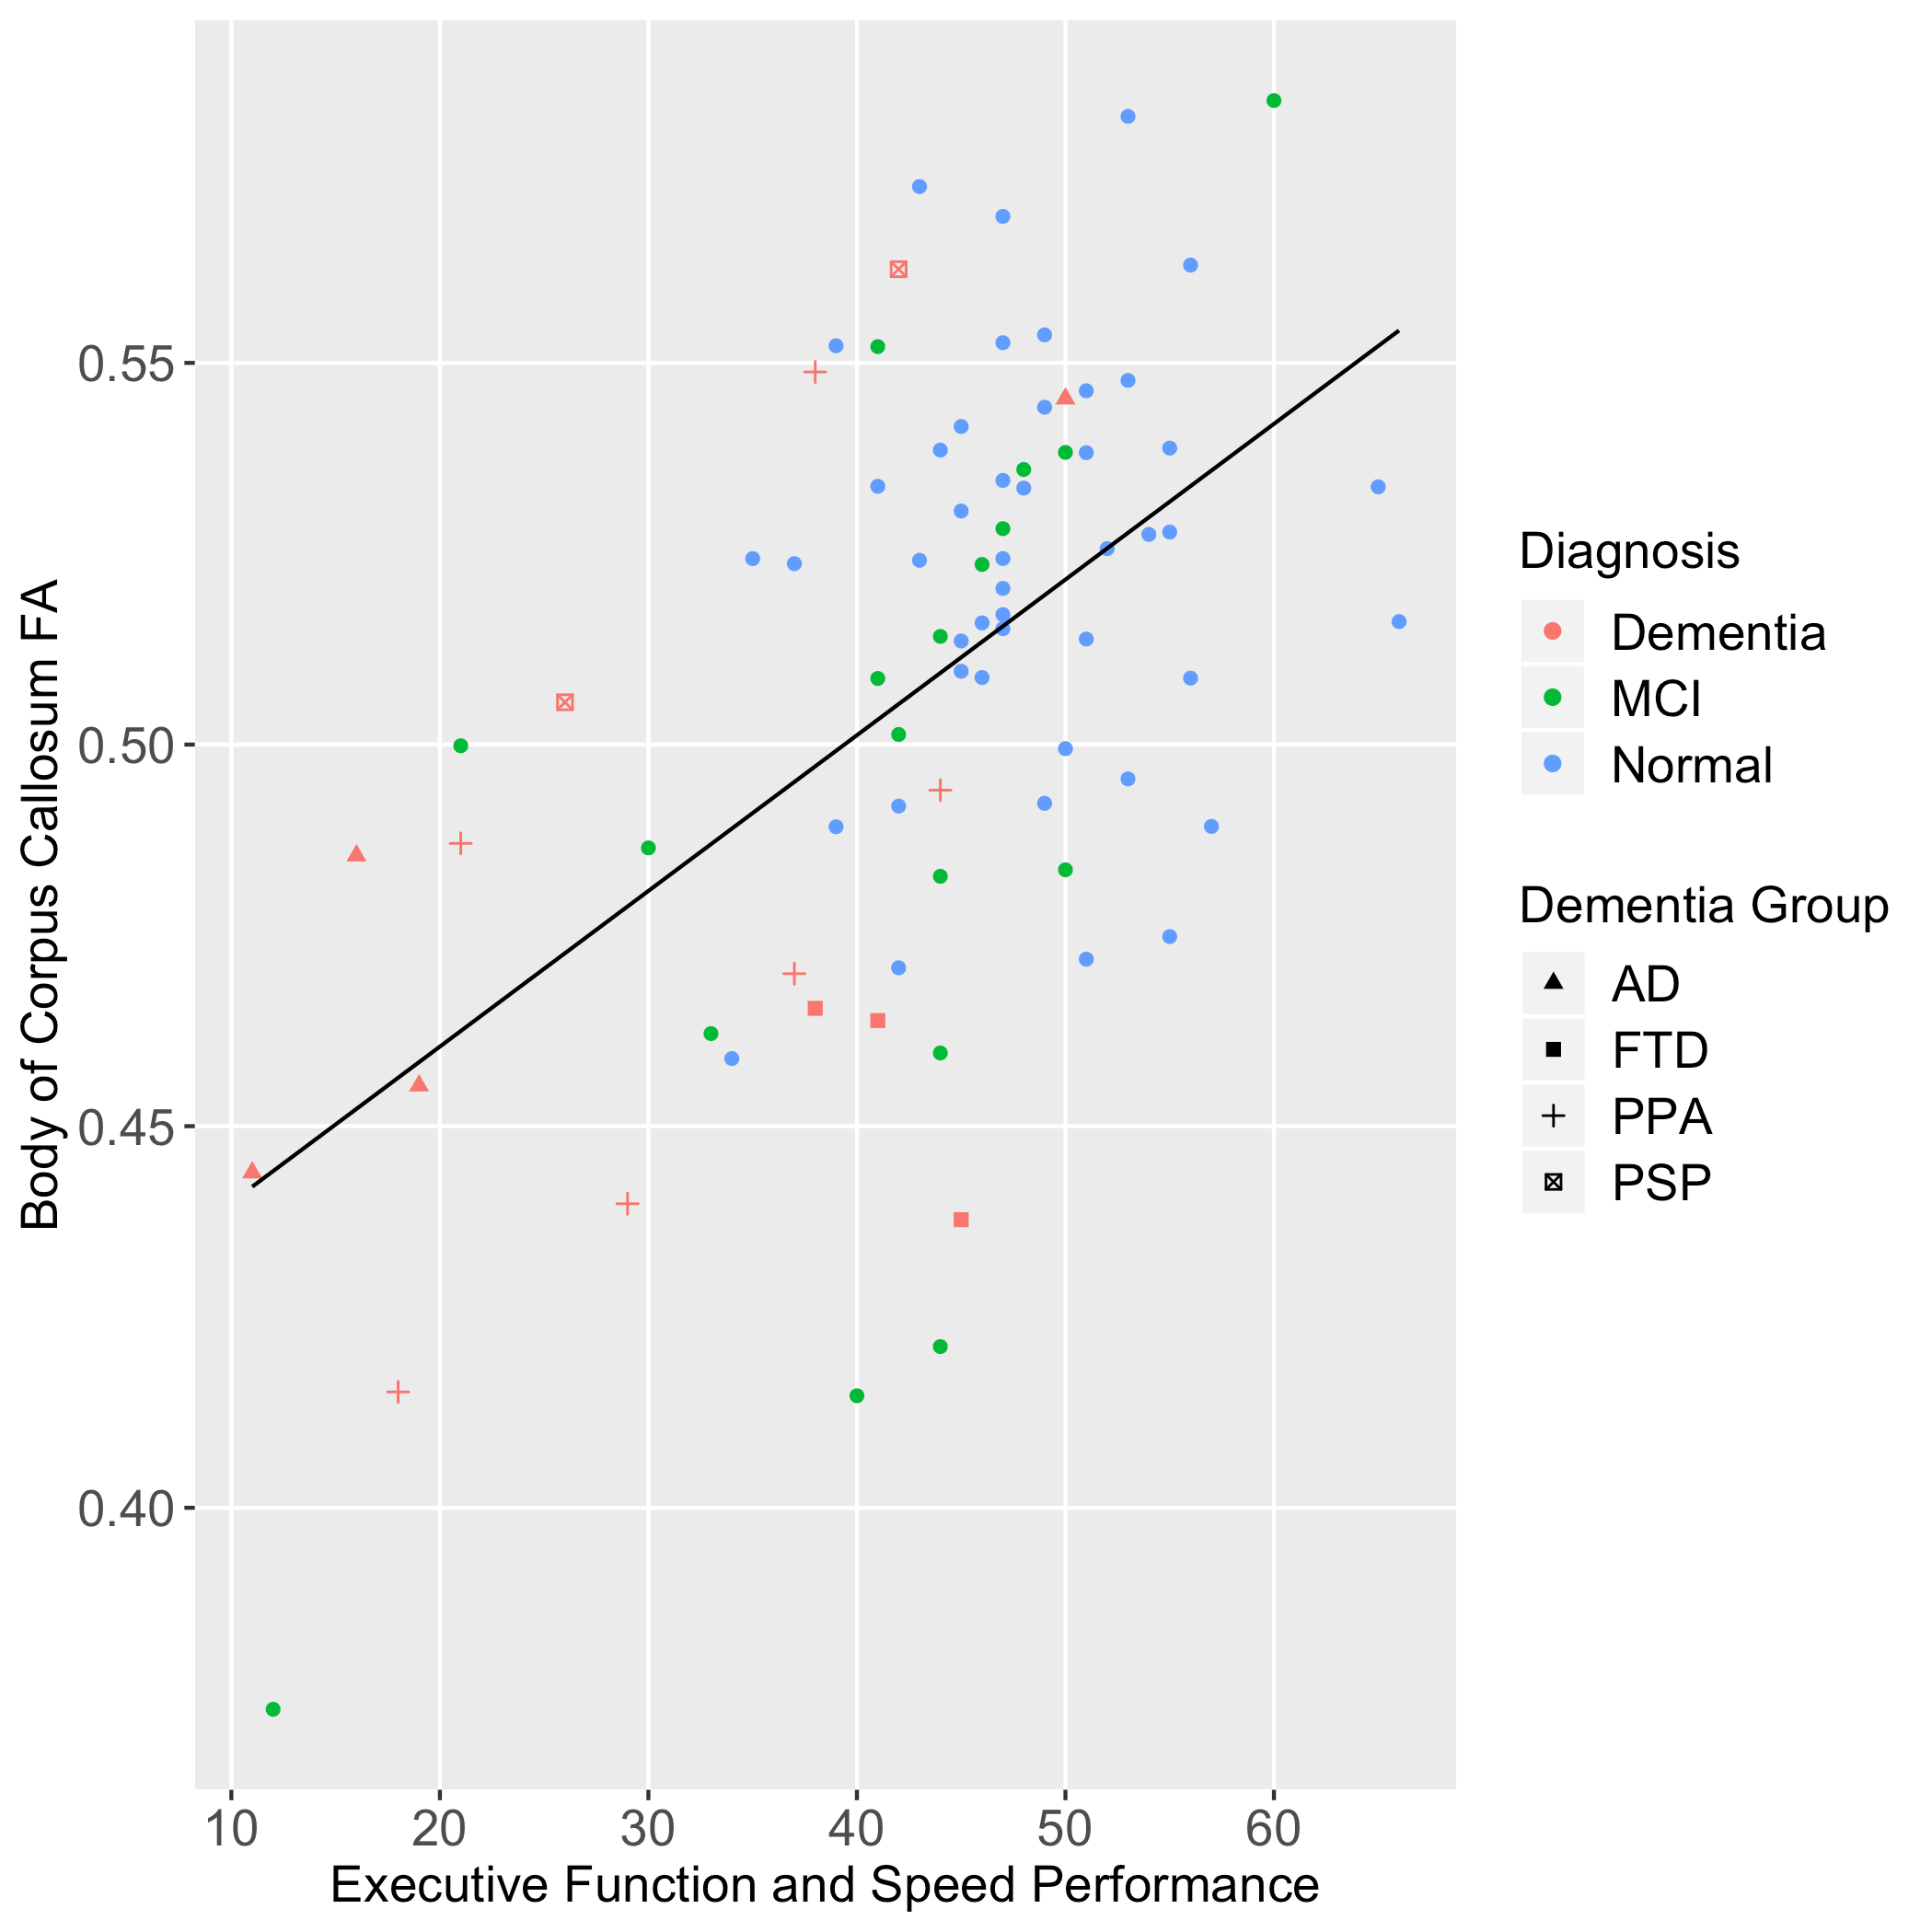 Body of Corpus Callosum FA
0.55
0.50
0.45
0.40
10 20 30 40 50 60
Executive Function and Speed Performance
Diagnosis
Dementia
MCI
Normal
Dementia Group
AD
FTD
PPA
PSP